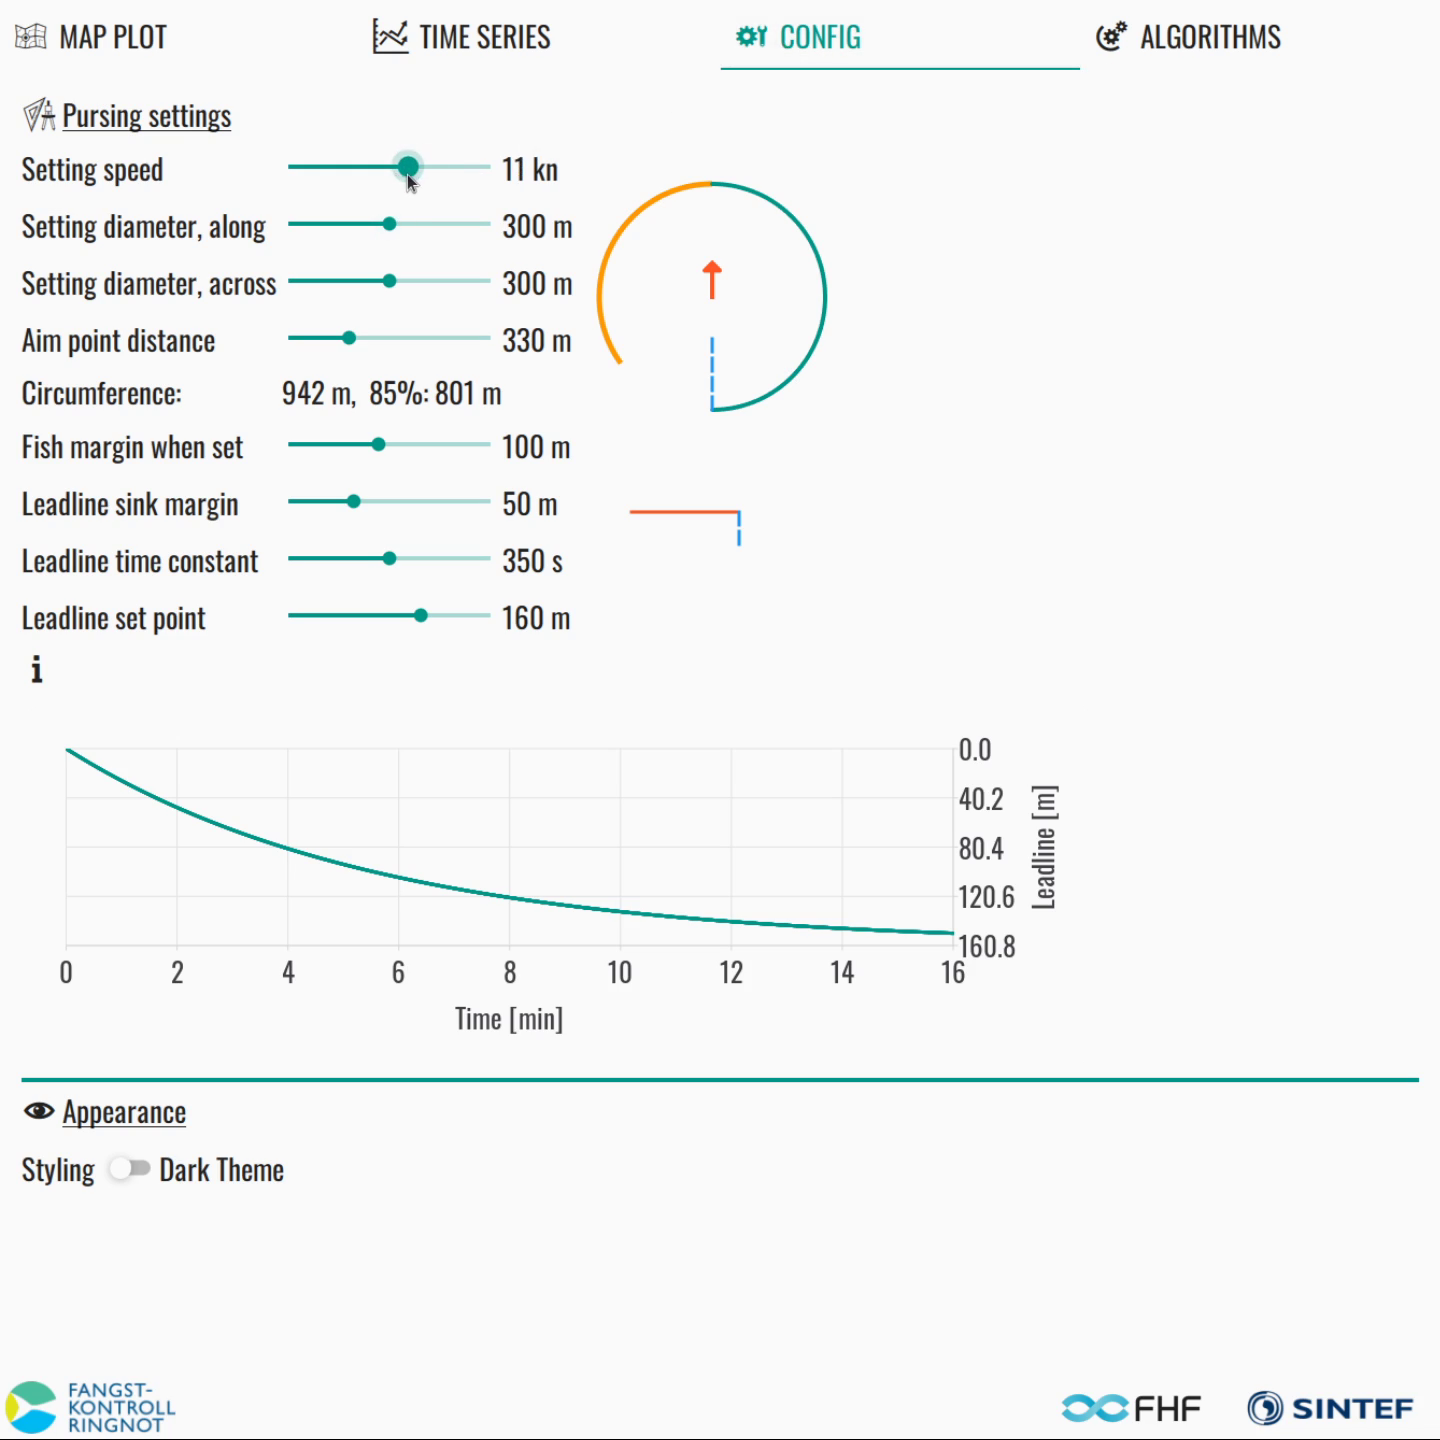 MAP PLOT TIME SERIES CONFIG ALGORITHMS
Pursing settings
Setting speed 11 kn
Setting diameter, along 300 m
Setting diameter, across 300 m
Aim point distance 330 m
Circumference: 942 m, 85%: 801 m
Fish margin when set 100 m
Leadline sink margin 50 m
Leadline time constant 350 s
Leadline set point 160 m
i
0.0
40.2
80.4
120.6
160.8
Leadline [m]
0 2 4 6 8 10 12 14 16
Time [min]
Appearance
Styling Dark Theme
FANGST-
KONTROLL
RINGNOT
FHF
SINTEF